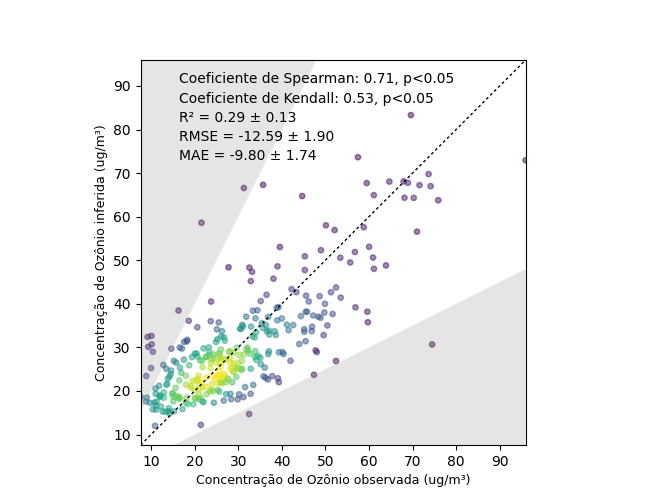 Coeficiente de Spearman: 0.71, p<0.05
Coeficiente de Kendall: 0.53, p<0.05
R² = 0.29 ± 0.13
RMSE = -12.59 ± 1.90
MAE = -9.80 ± 1.74
Concentração de Ozônio inferida (ug/m³)
90
80
70
60
50
40
30
20
10
10 20 30 40 50 60 70 80 90
Concentração de Ozônio observada (ug/m³)